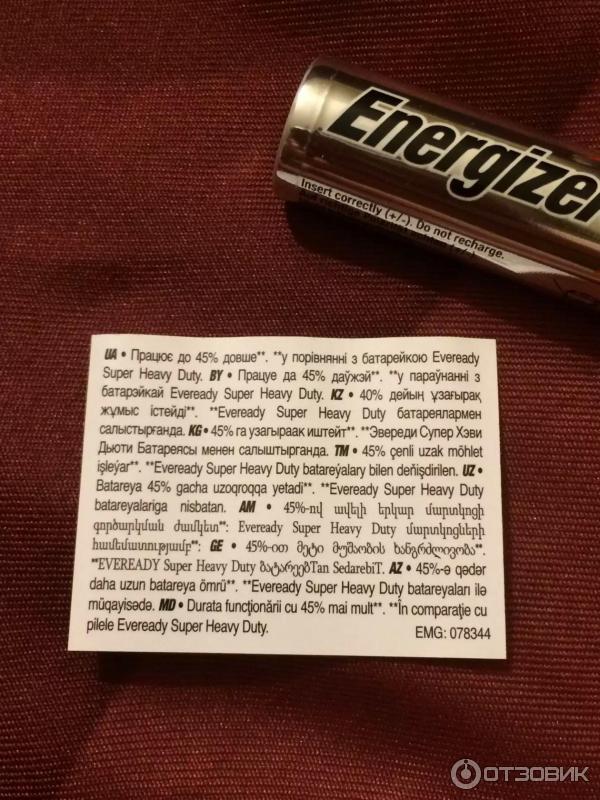 Energizer
Insert correctly (+/-). Do not recharge.
UA • Працює до 45% довше**. **у порівнянні з батарейкою Eveready
Super Heavy Duty. BY • Працуе да 45% даўжэй**. **у параўнанні з
батарэйкай Eveready Super Heavy Duty. KZ • 40% дейын ұзағырақ
жұмыс істейді**. **Eveready Super Heavy Duty батареялармен
салыстырғанда. KG • 45% га узагыраак иштейт**. **Эвереди Супер Хэви
Дьюти Батареясы менен салыштырганда. TM • 45% çenli uzak möhlet
işleýar**. **Eveready Super Heavy Duty batareýalary bilen deňişdirilen. UZ •
Batareya 45% gacha uzoqroqqa yetadi**. **Eveready Super Heavy Duty
batareyalariga nisbatan. AM • 45%-ով ավելի երկար մարտկոցի
գործարկման ժամկետ**: Eveready Super Heavy Duty մարտկոցների
համեմատությամբ**: GE • 45%-ით მეტი მუშაობის ხანგრძლივობა**.
**EVEREADY Super Heavy Duty ბატარეებTan SedarebiT. AZ • 45%-ə qədər
daha uzun batareya ömrü**. **Eveready Super Heavy Duty batareyaları ilə
müqayisədə. MD • Durata funcţionării cu 45% mai mult**. **În comparaţie cu
pilele Eveready Super Heavy Duty. EMG: 078344
ОТЗОВИК